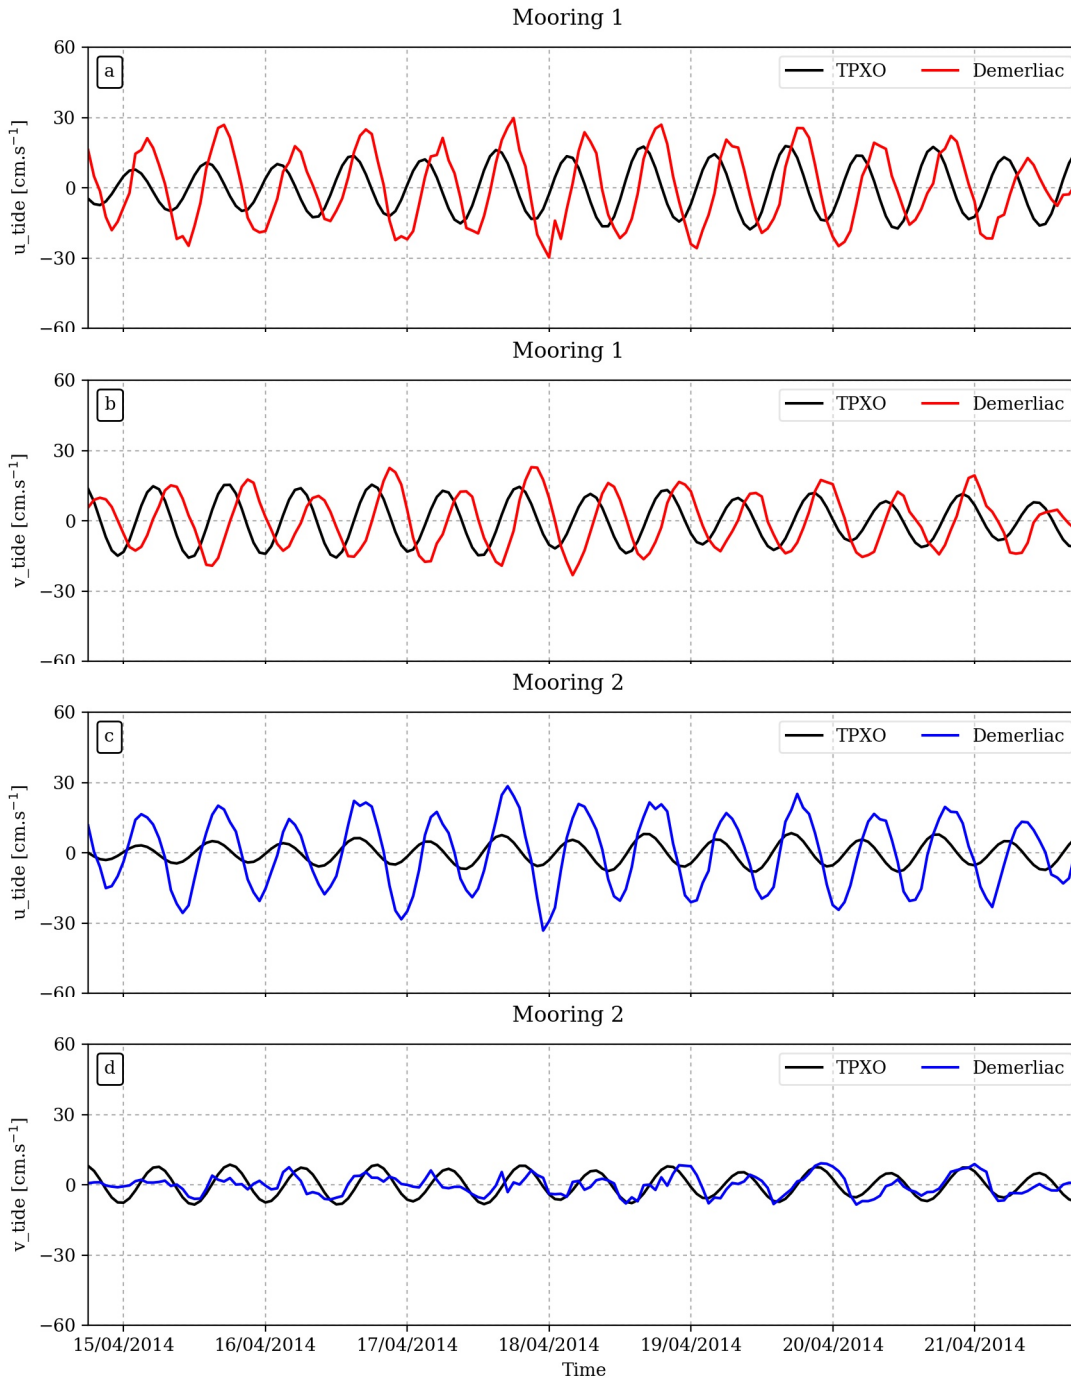 Mooring 1
a
TPXO Demerliac
60
30
0
−30
−60
u_tide [cm.s⁻¹]
Mooring 1
b
TPXO Demerliac
60
30
0
−30
−60
v_tide [cm.s⁻¹]
Mooring 2
c
TPXO Demerliac
60
30
0
−30
−60
u_tide [cm.s⁻¹]
Mooring 2
d
TPXO Demerliac
60
30
0
−30
−60
v_tide [cm.s⁻¹]
15/04/2014 16/04/2014 17/04/2014 18/04/2014 19/04/2014 20/04/2014 21/04/2014
Time